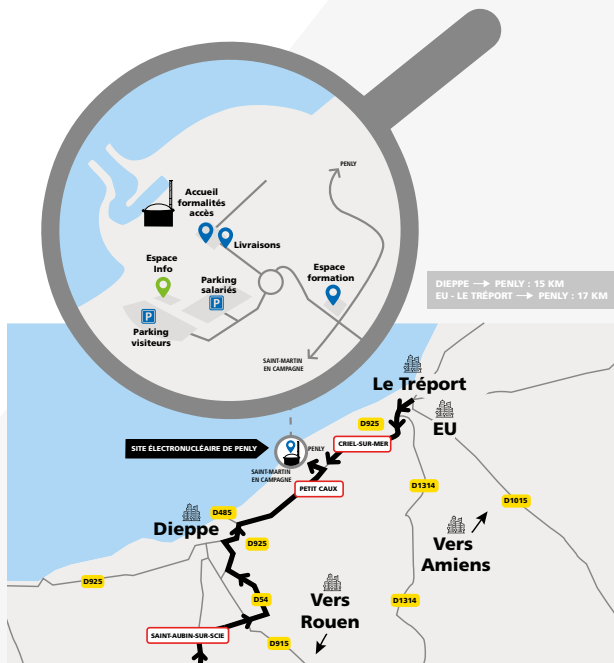 PENLY
Accueil
formalités
accès
Livraisons
Espace
Info
Parking
salariés
Espace
formation
P
P
Parking
visiteurs
SAINT-MARTIN
EN CAMPAGNE
DIEPPE → PENLY : 15 KM
EU - LE TRÉPORT → PENLY : 17 KM
Le Tréport
D925
EU
CRIEL-SUR-MER
SITE ÉLECTRONUCLÉAIRE DE PENLY
PENLY
SAINT-MARTIN
EN CAMPAGNE
PETIT CAUX
D1314
D1015
D485
Dieppe
D925
Vers
Amiens
D925
D54
Vers
Rouen
D1314
SAINT-AUBIN-SUR-SCIE
D915